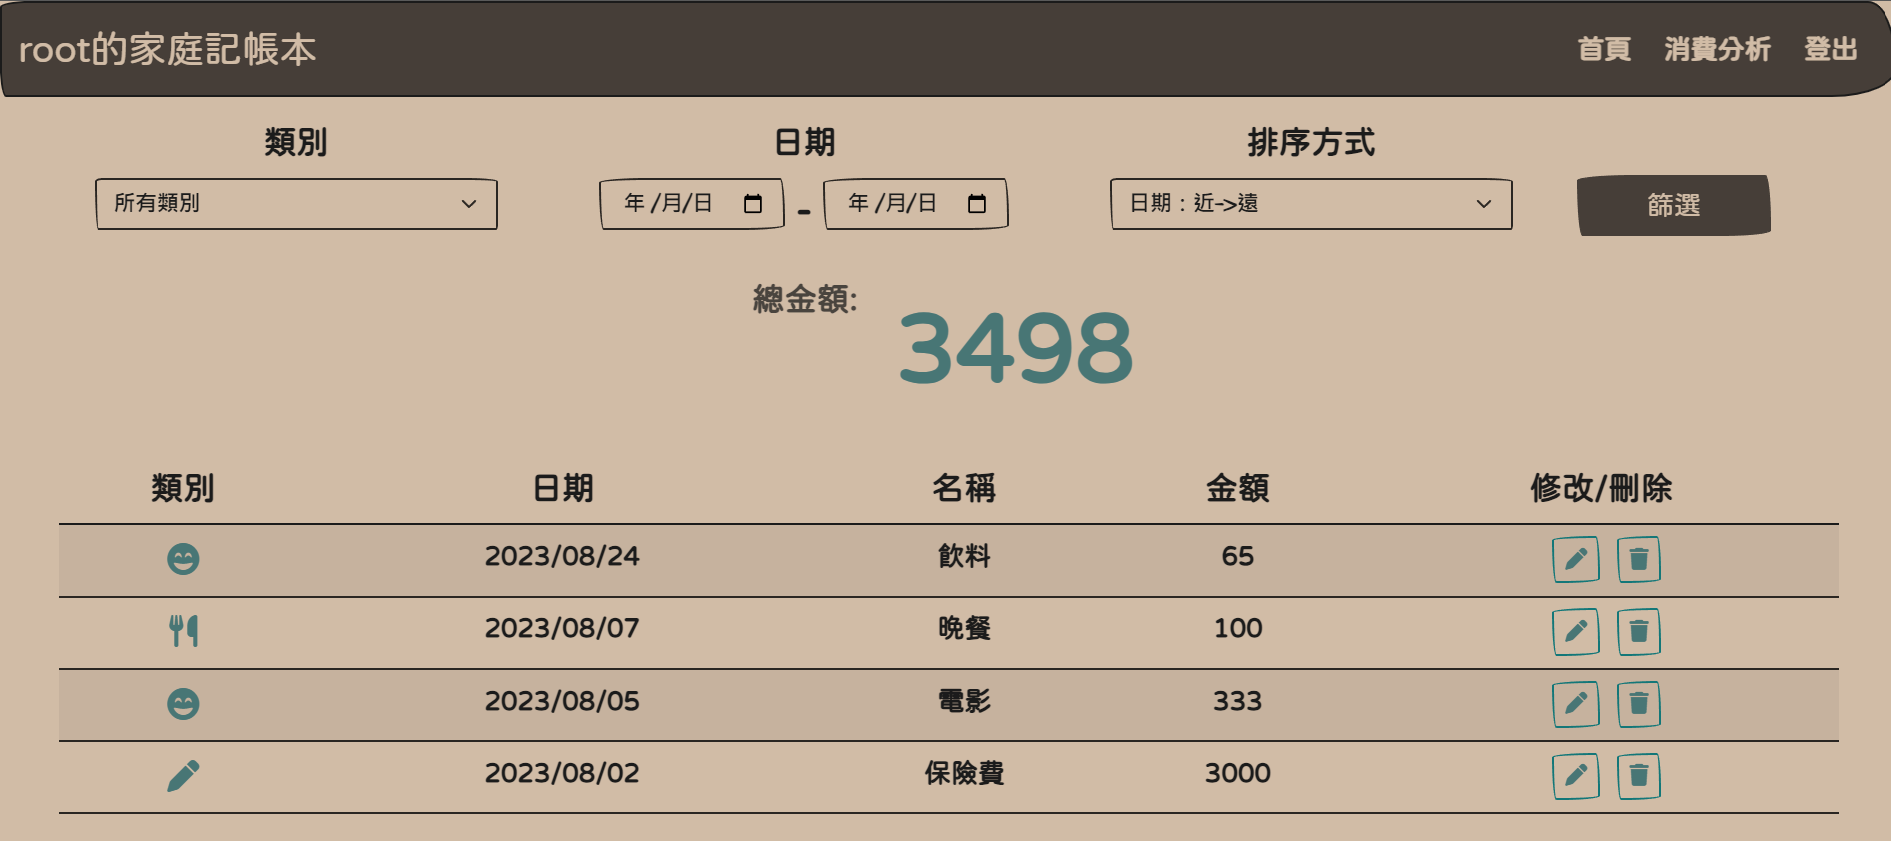 root的家庭記帳本 首頁 消費分析 登出
類別 日期 排序方式
所有類別 年 /月/日 - 年 /月/日 日期：近->遠 篩選
總金額: 3498
類別 日期 名稱 金額 修改/刪除
2023/08/24 飲料 65
2023/08/07 晚餐 100
2023/08/05 電影 333
2023/08/02 保險費 3000